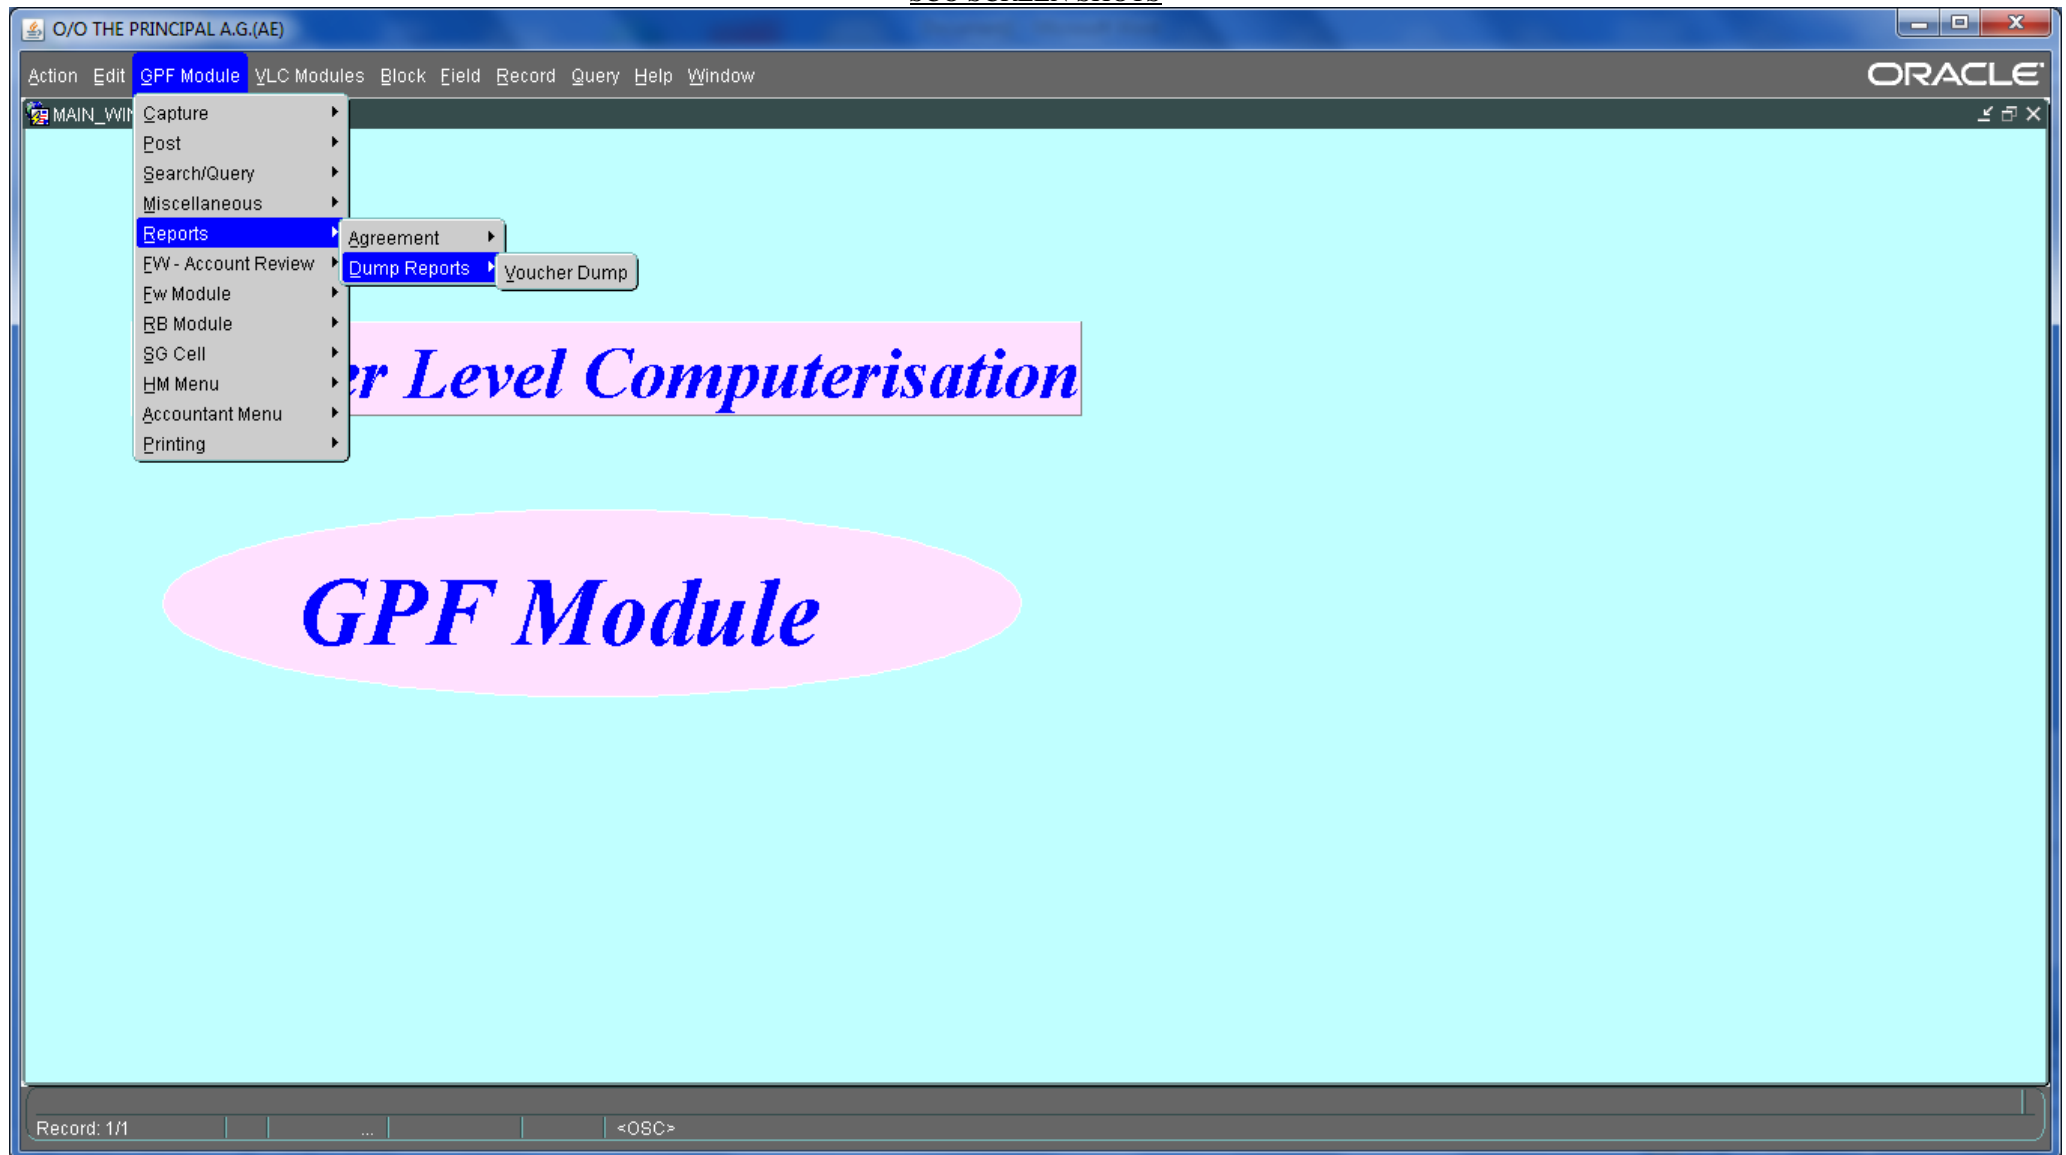 O/O THE PRINCIPAL A.G.(AE)
Action Edit GPF Module VLC Modules Block Field Record Query Help Window ORACLE
MAIN_WIN
Capture
Post
Search/Query
Miscellaneous
Reports
FW - Account Review
Fw Module
RB Module
SG Cell
HM Menu
Accountant Menu
Printing
Agreement
Dump Reports
Voucher Dump
er Level Computerisation
GPF Module
Record: 1/1 ... <OSC>